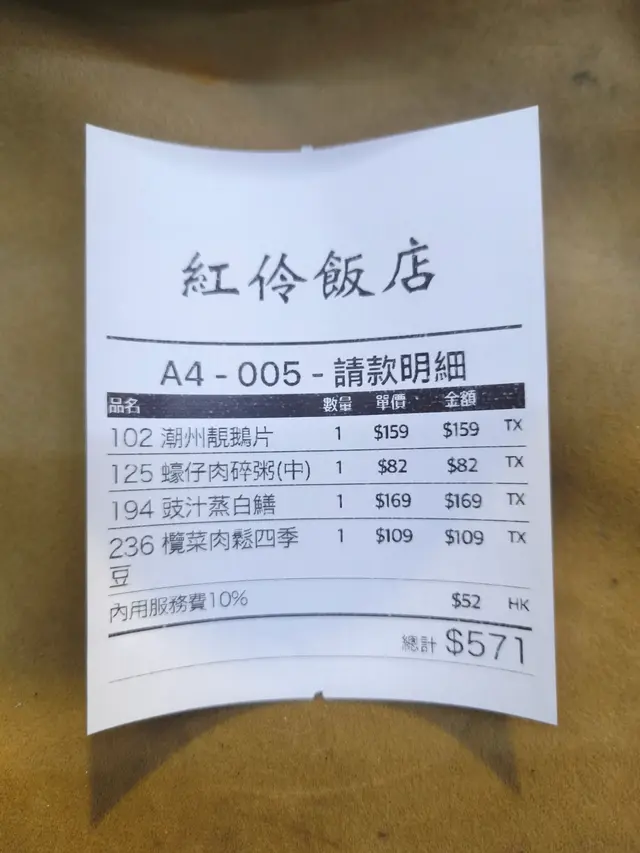 紅伶飯店
A4 - 005 - 請款明細
品名 數量 單價 金額
102 潮州靚鵝片 1 $159 $159 TX
125 蠔仔肉碎粥(中) 1 $82 $82 TX
194 豉汁蒸白鱔 1 $169 $169 TX
236 欖菜肉鬆四季 1 $109 $109 TX
豆
內用服務費10% $52 HK
總計 $571